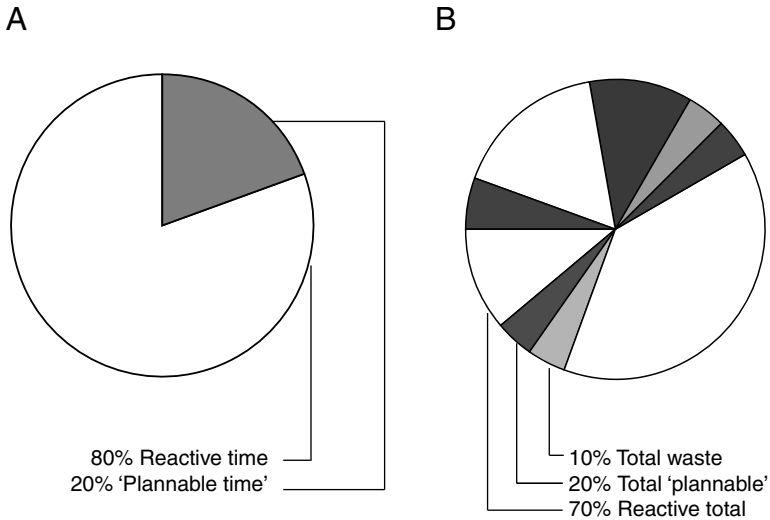 A
B
80% Reactive time
20% ‘Plannable time’
10% Total waste
20% Total ‘plannable’
70% Reactive total